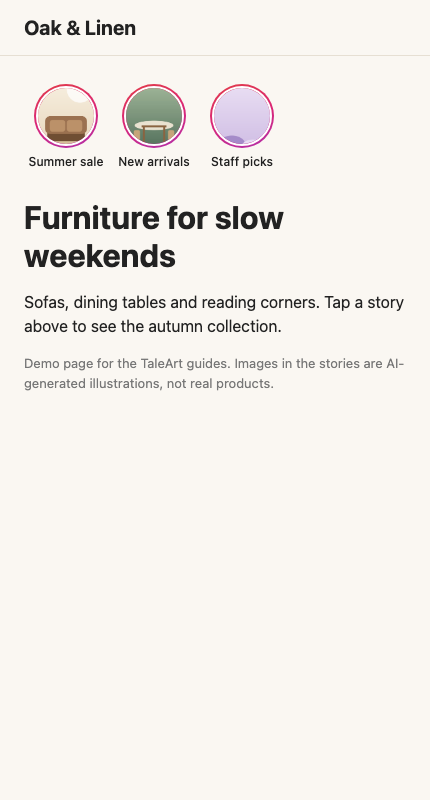 Oak & Linen
Summer sale
New arrivals
Staff picks
Furniture for slow
weekends
Sofas, dining tables and reading corners. Tap a story
above to see the autumn collection.
Demo page for the TaleArt guides. Images in the stories are AI-
generated illustrations, not real products.